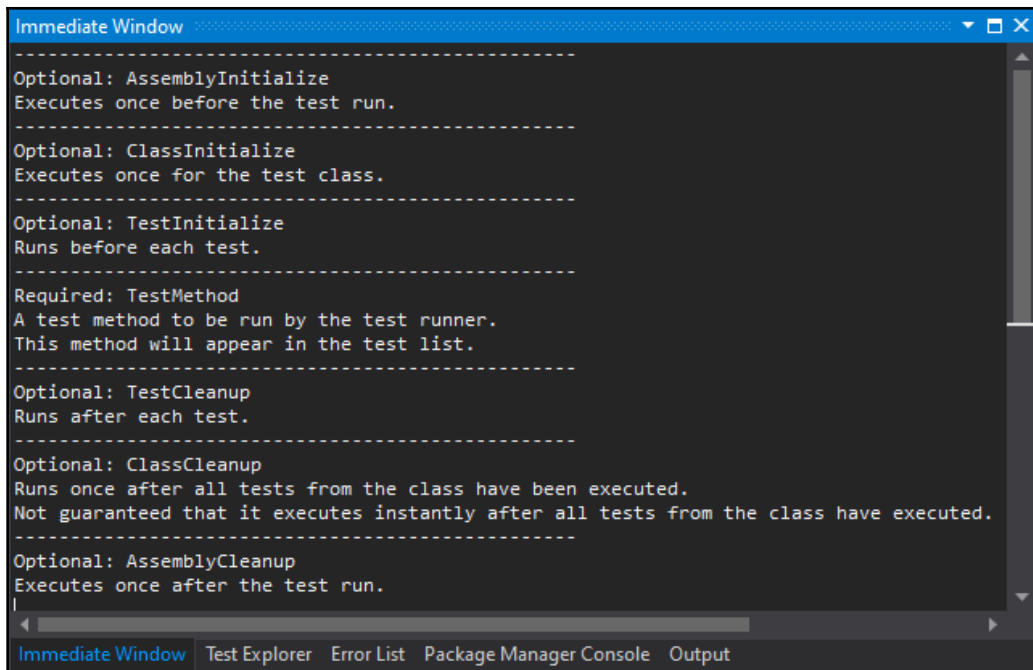 Immediate Window
--------------------------------------------------
Optional: AssemblyInitialize
Executes once before the test run.
--------------------------------------------------
Optional: ClassInitialize
Executes once for the test class.
--------------------------------------------------
Optional: TestInitialize
Runs before each test.
--------------------------------------------------
Required: TestMethod
A test method to be run by the test runner.
This method will appear in the test list.
--------------------------------------------------
Optional: TestCleanup
Runs after each test.
--------------------------------------------------
Optional: ClassCleanup
Runs once after all tests from the class have been executed.
Not guaranteed that it executes instantly after all tests from the class have executed.
--------------------------------------------------
Optional: AssemblyCleanup
Executes once after the test run.
Immediate Window Test Explorer Error List Package Manager Console Output